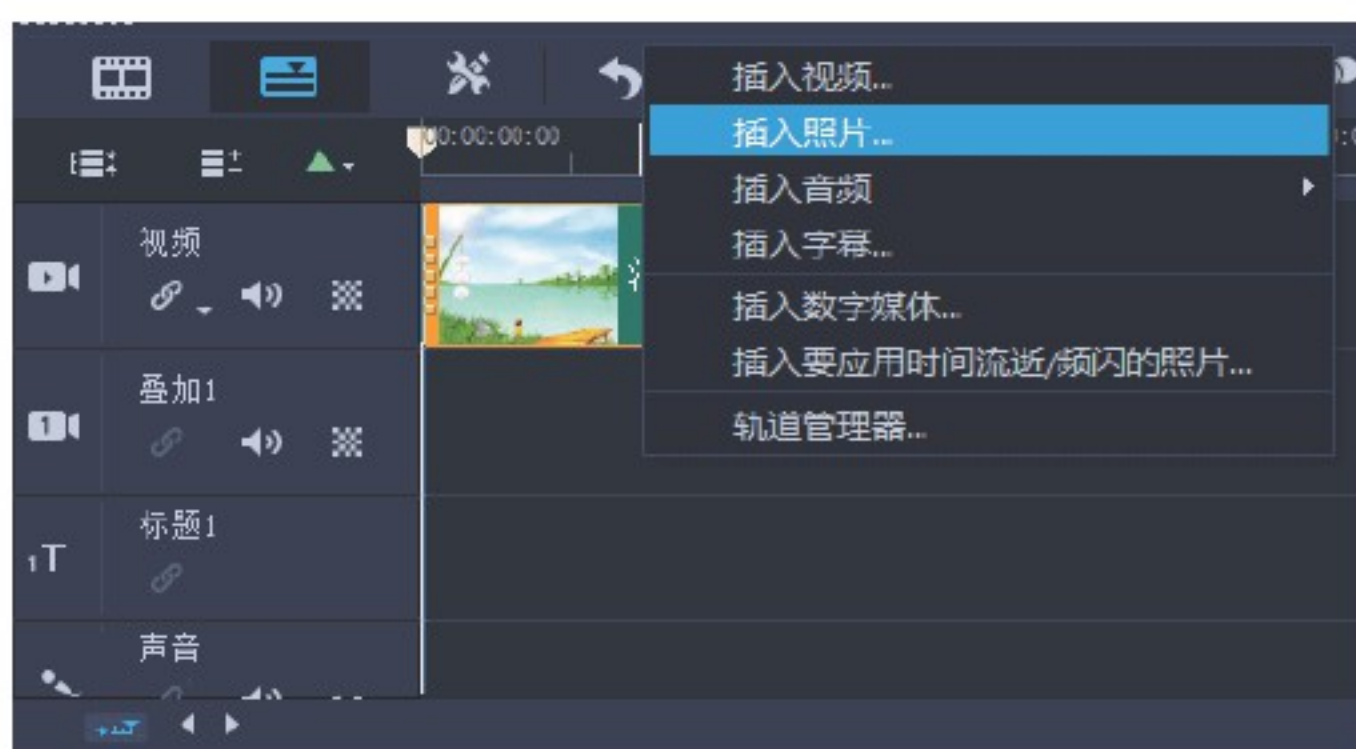 插入视频...
插入照片...
00:00:00:00
插入音频
插入字幕...
插入数字媒体...
插入要应用时间流逝/频闪的照片...
轨道管理器...
视频
叠加1
1
标题1
1T
声音